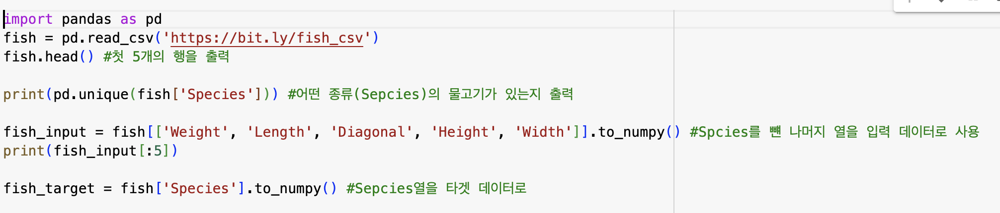 import pandas as pd
fish = pd.read_csv('https://bit.ly/fish_csv')
fish.head() #첫 5개의 행을 출력
print(pd.unique(fish['Species'])) #어떤 종류(Sepcies)의 물고기가 있는지 출력
fish_input = fish[['Weight', 'Length', 'Diagonal', 'Height', 'Width']].to_numpy() #Spcies를 뺸 나머지 열을 입력 데이터로 사용
print(fish_input[:5])
fish_target = fish['Species'].to_numpy() #Sepcies열을 타겟 데이터로